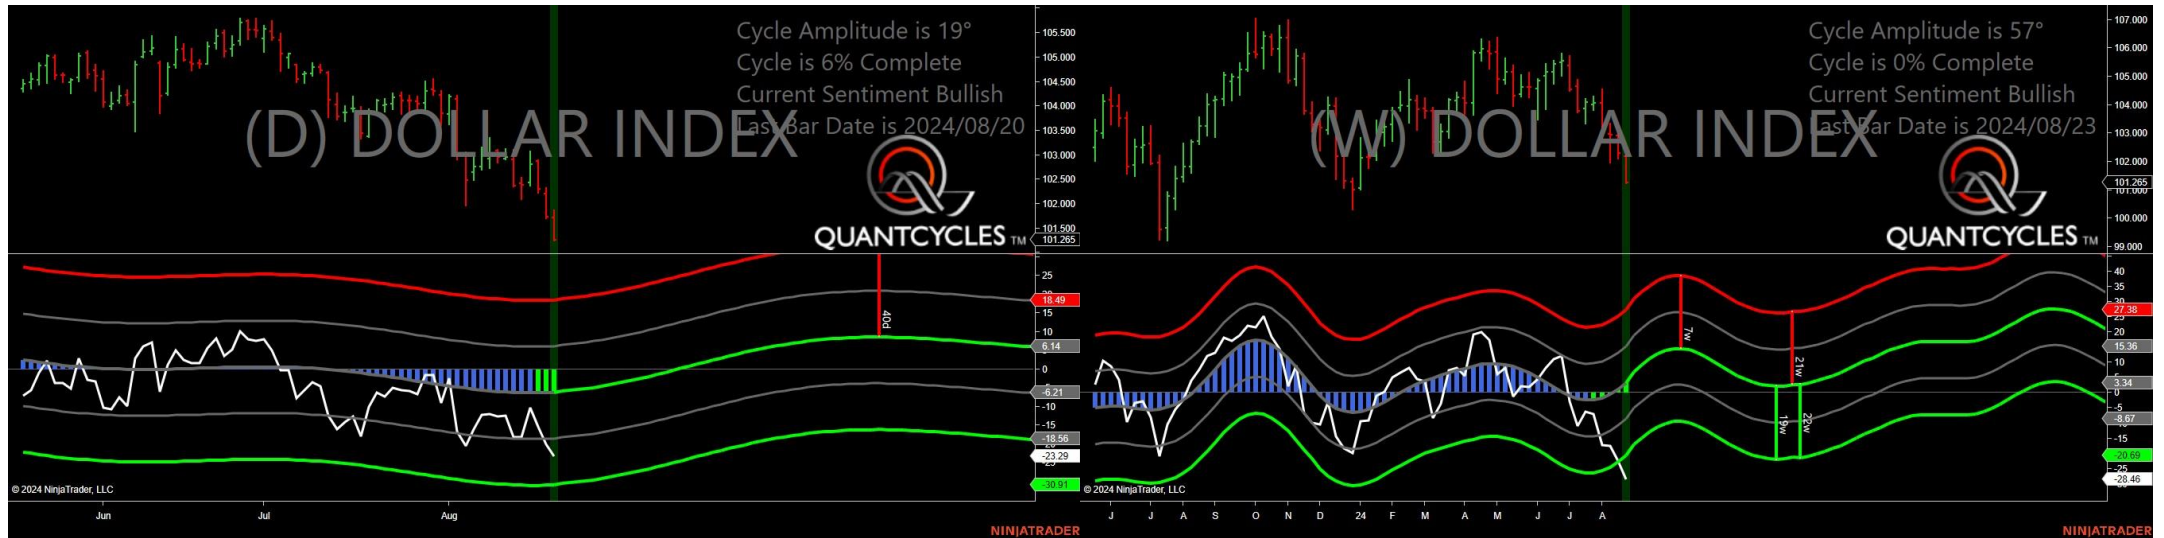 Cycle Amplitude is 19°
Cycle is 6% Complete
Current Sentiment Bullish
Last Bar Date is 2024/08/20
(D) DOLLAR INDEX
QUANTCYCLES TM
105.500
105.000
104.500
104.000
103.500
103.000
102.500
102.000
101.500
101.265
25
18.49
15
10
6.14
0
-6.21
-10
-15
-18.56
-23.29
-30.91
40d
© 2024 NinjaTrader, LLC
Jun Jul Aug
NINJATRADER
Cycle Amplitude is 57°
Cycle is 0% Complete
Current Sentiment Bullish
Last Bar Date is 2024/08/23
(W) DOLLAR INDEX
QUANTCYCLES TM
107.000
106.000
105.000
104.000
103.000
102.000
101.265
101.000
100.000
99.000
40
35
27.38
25
20
15.36
10
3.34
0
-5
-8.67
-15
-20.69
-25
-28.46
7w
21w
19w
22w
© 2024 NinjaTrader, LLC
J J A S O N D 24 F M A M J J A
NINJATRADER